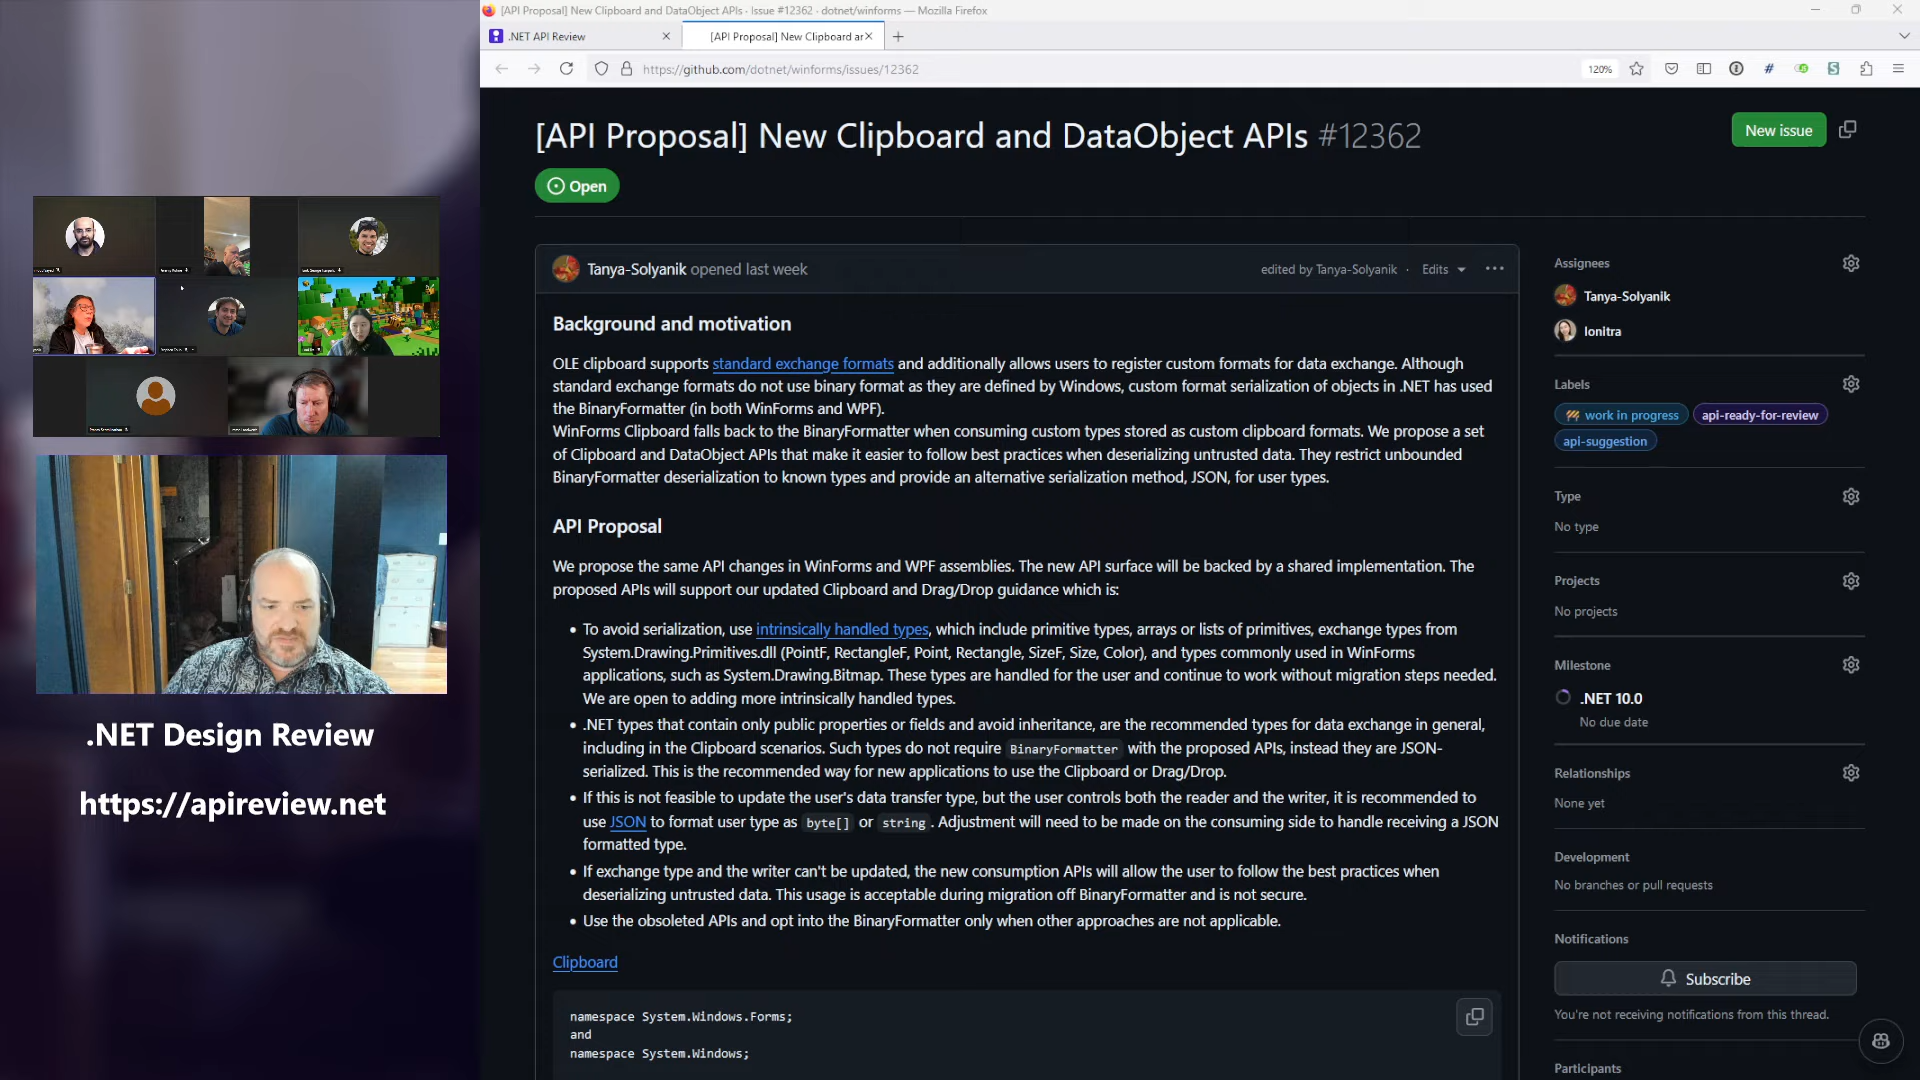 [API Proposal] New Clipboard and DataObject APIs · Issue #12362 · dotnet/winforms — Mozilla Firefox
.NET API Review
[API Proposal] New Clipboard ar
https://github.com/dotnet/winforms/issues/12362
120%
[API Proposal] New Clipboard and DataObject APIs #12362
New issue
Open
Tanya-Solyanik opened last week
edited by Tanya-Solyanik · Edits
Background and motivation
OLE clipboard supports standard exchange formats and additionally allows users to register custom formats for data exchange. Although
standard exchange formats do not use binary format as they are defined by Windows, custom format serialization of objects in .NET has used
the BinaryFormatter (in both WinForms and WPF).
WinForms Clipboard falls back to the BinaryFormatter when consuming custom types stored as custom clipboard formats. We propose a set
of Clipboard and DataObject APIs that make it easier to follow best practices when deserializing untrusted data. They restrict unbounded
BinaryFormatter deserialization to known types and provide an alternative serialization method, JSON, for user types.
API Proposal
We propose the same API changes in WinForms and WPF assemblies. The new API surface will be backed by a shared implementation. The
proposed APIs will support our updated Clipboard and Drag/Drop guidance which is:
• To avoid serialization, use intrinsically handled types, which include primitive types, arrays or lists of primitives, exchange types from
System.Drawing.Primitives.dll (PointF, RectangleF, Point, Rectangle, SizeF, Size, Color), and types commonly used in WinForms
applications, such as System.Drawing.Bitmap. These types are handled for the user and continue to work without migration steps needed.
We are open to adding more intrinsically handled types.
• .NET types that contain only public properties or fields and avoid inheritance, are the recommended types for data exchange in general,
including in the Clipboard scenarios. Such types do not require BinaryFormatter with the proposed APIs, instead they are JSON-
serialized. This is the recommended way for new applications to use the Clipboard or Drag/Drop.
• If this is not feasible to update the user's data transfer type, but the user controls both the reader and the writer, it is recommended to
use JSON to format user type as byte[] or string. Adjustment will need to be made on the consuming side to handle receiving a JSON
formatted type.
• If exchange type and the writer can't be updated, the new consumption APIs will allow the user to follow the best practices when
deserializing untrusted data. This usage is acceptable during migration off BinaryFormatter and is not secure.
• Use the obsoleted APIs and opt into the BinaryFormatter only when other approaches are not applicable.
Clipboard
namespace System.Windows.Forms;
and
namespace System.Windows;
Assignees
Tanya-Solyanik
lonitra
Labels
work in progress
api-ready-for-review
api-suggestion
Type
No type
Projects
No projects
Milestone
.NET 10.0
No due date
Relationships
None yet
Development
No branches or pull requests
Notifications
Subscribe
You're not receiving notifications from this thread.
Participants
.NET Design Review
https://apireview.net